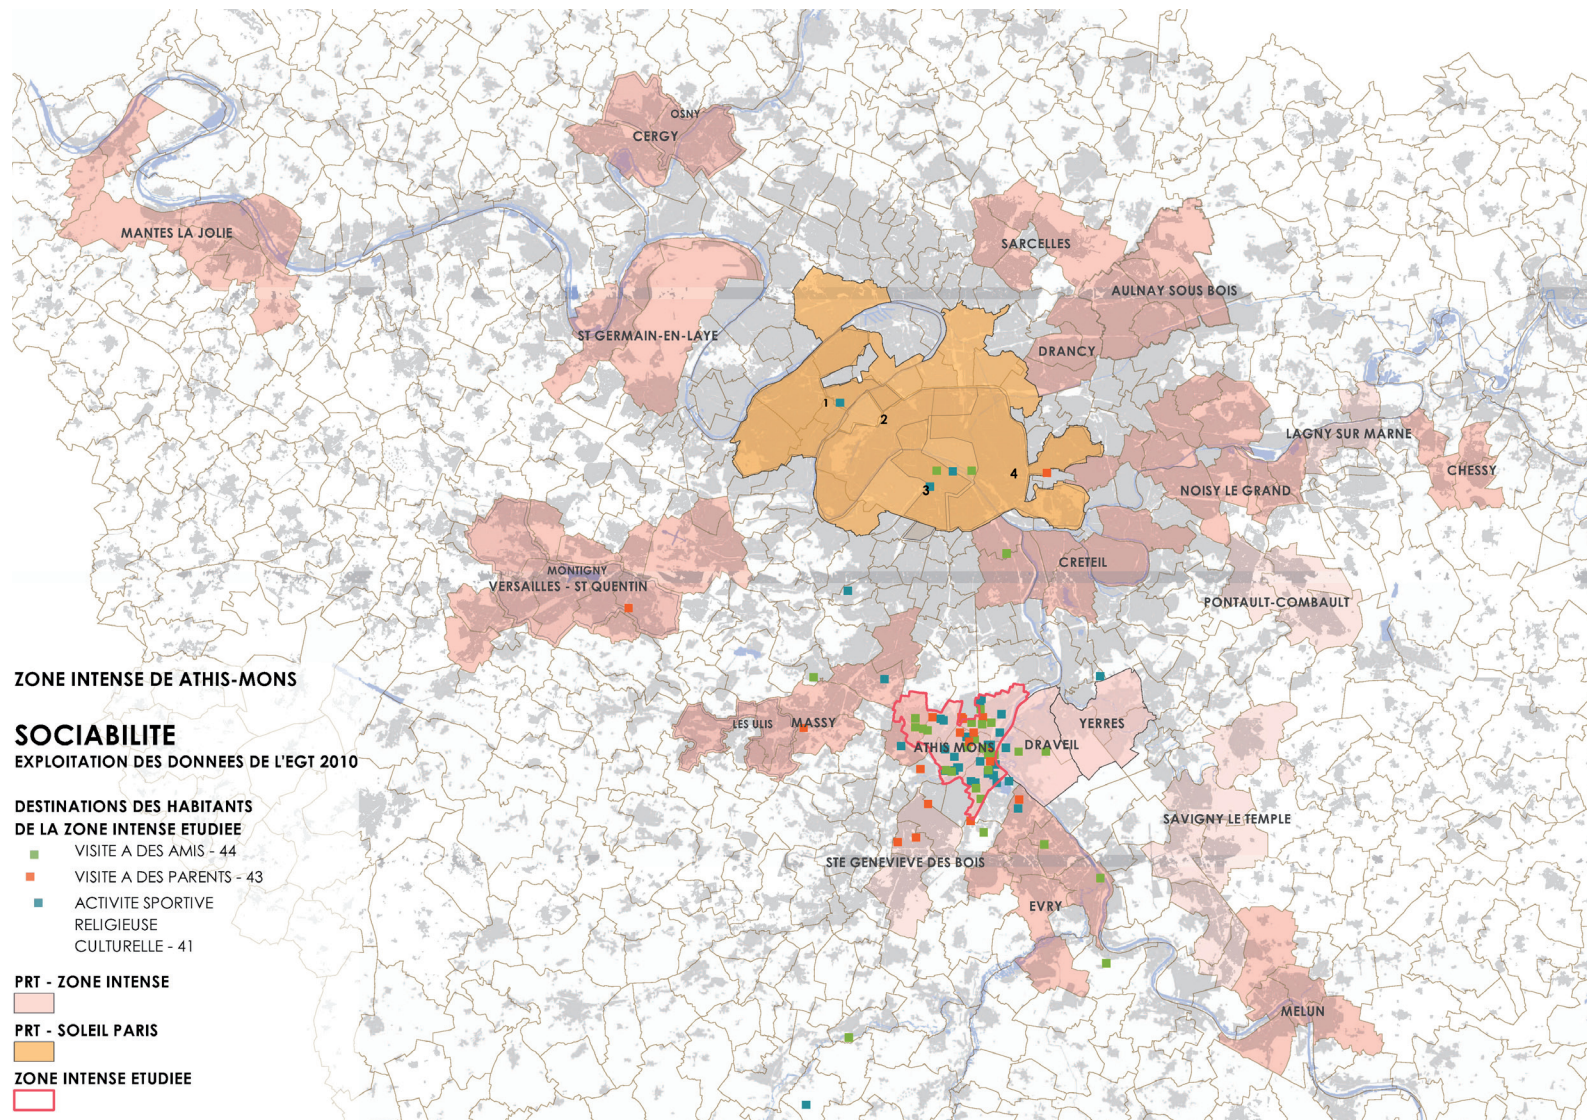 OSNY
CERGY
MANTES LA JOLIE
SARCELLES
AULNAY SOUS BOIS
ST GERMAIN-EN-LAYE
DRANCY
1
2
LAGNY SUR MARNE
CHESSY
4
3
NOISY LE GRAND
MONTIGNY
VERSAILLES - ST QUENTIN
CRETEIL
PONTAULT-COMBAULT
LES ULIS
MASSY
YERRES
ATHIS MONS
DRAVEIL
SAVIGNY LE TEMPLE
STE GENEVIEVE DES BOIS
EVRY
MELUN
ZONE INTENSE DE ATHIS-MONS
SOCIABILITE
EXPLOITATION DES DONNEES DE L'EGT 2010
DESTINATIONS DES HABITANTS
DE LA ZONE INTENSE ETUDIEE
VISITE A DES AMIS - 44
VISITE A DES PARENTS - 43
ACTIVITE SPORTIVE
RELIGIEUSE
CULTURELLE - 41
PRT - ZONE INTENSE
PRT - SOLEIL PARIS
ZONE INTENSE ETUDIEE